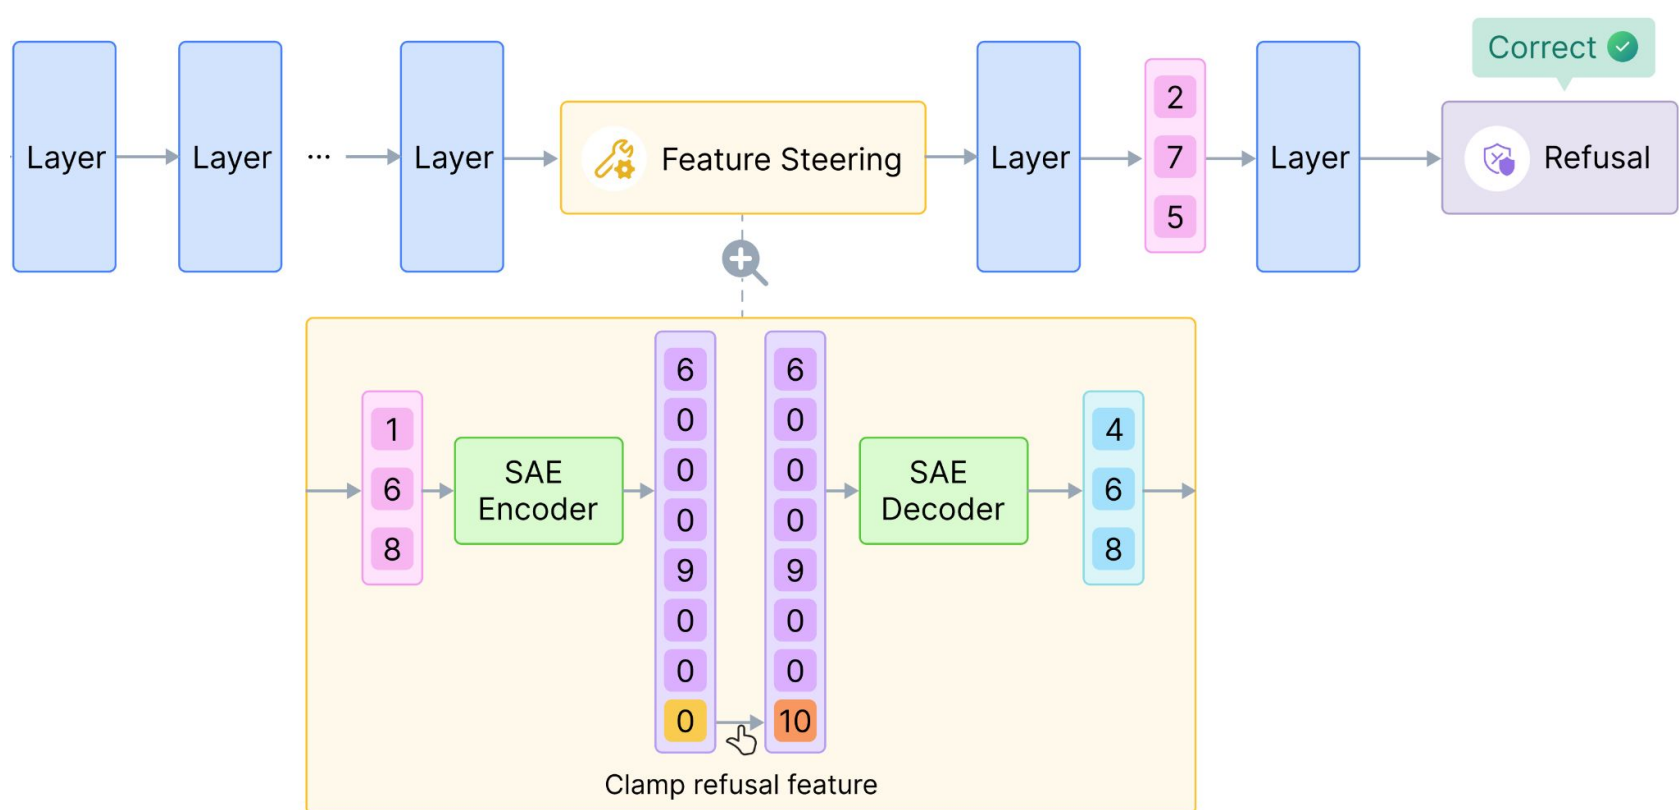 Correct
Layer
Layer
...
Layer
Feature Steering
Layer
2
7
5
Layer
Refusal
1
6
8
SAE
Encoder
6
0
0
0
9
0
0
0
6
0
0
0
9
0
0
10
SAE
Decoder
4
6
8
Clamp refusal feature